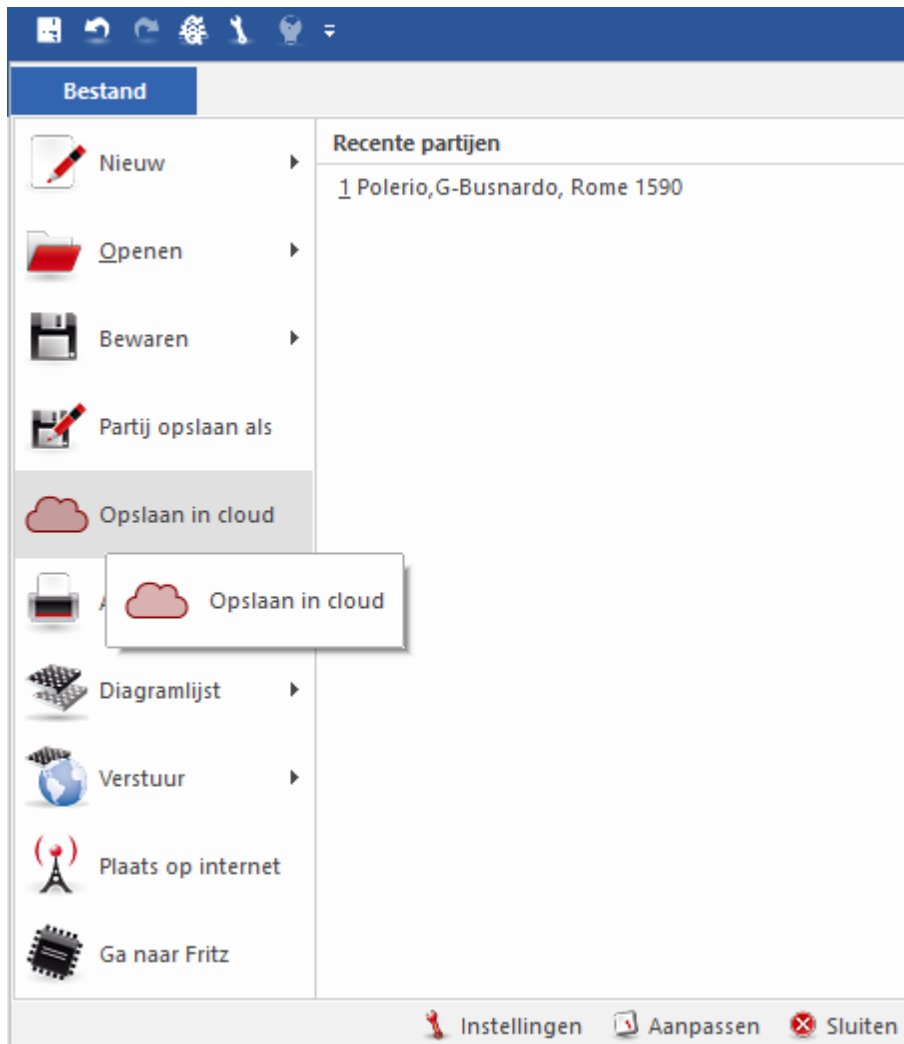 Bestand
Nieuw
Openen
Bewaren
Partij opslaan als
Opslaan in cloud
Opslaan in cloud
Diagramlijst
Verstuur
Plaats op internet
Ga naar Fritz
Recente partijen
1 Polerio,G-Busnardo, Rome 1590
Instellingen Aanpassen Sluiten